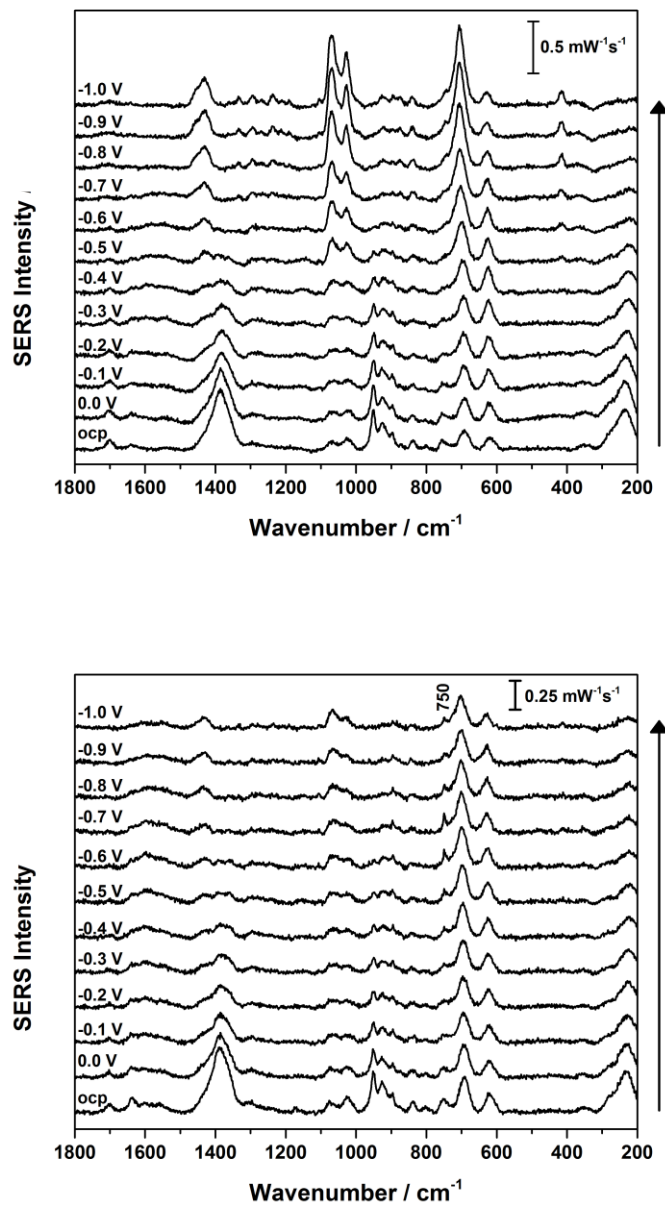 0.5 mW⁻¹s⁻¹
-1.0 V
-0.9 V
-0.8 V
-0.7 V
-0.6 V
-0.5 V
-0.4 V
-0.3 V
-0.2 V
-0.1 V
0.0 V
ocp
SERS Intensity
1800 1600 1400 1200 1000 800 600 400 200
Wavenumber / cm⁻¹
750
0.25 mW⁻¹s⁻¹
-1.0 V
-0.9 V
-0.8 V
-0.7 V
-0.6 V
-0.5 V
-0.4 V
-0.3 V
-0.2 V
-0.1 V
0.0 V
ocp
SERS Intensity
1800 1600 1400 1200 1000 800 600 400 200
Wavenumber / cm⁻¹